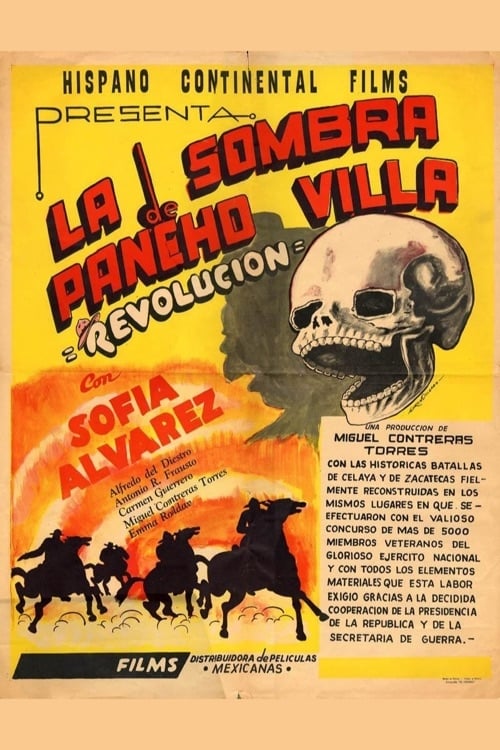 HISPANO CONTINENTAL FILMS
PRESENTA.
LA SOMBRA
de
PANCHO VILLA
=REVOLUCION=
Con
SOFIA
ALVAREZ
Alfredo del Diestro
Antonio R. Frausto
Carmen Guerrero
Miguel Contreras Torres
Emma Roldán
UNA PRODUCCION DE
MIGUEL CONTRERAS
TORRES
CON LAS HISTORICAS BATALLAS
DE CELAYA Y DE ZACATECAS FIEL-
MENTE RECONSTRUIDAS EN LOS
MISMOS LUGARES EN QUE. SE-
EFECTUARON CON EL VALIOSO
CONCURSO DE MAS DE 5000
MIEMBROS VETERANOS DEL
GLORIOSO EJERCITO NACIONAL
Y CON TODOS LOS ELEMENTOS
MATERIALES QUE ESTA LABOR
EXIGIO GRACIAS A LA DECIDIDA
COOPERACION DE LA PRESIDENCIA
DE LA REPUBLICA Y DE LA
SECRETARIA DE GUERRA.-
FILMS
DISTRIBUIDORA de PELICULAS
• MEXICANAS •